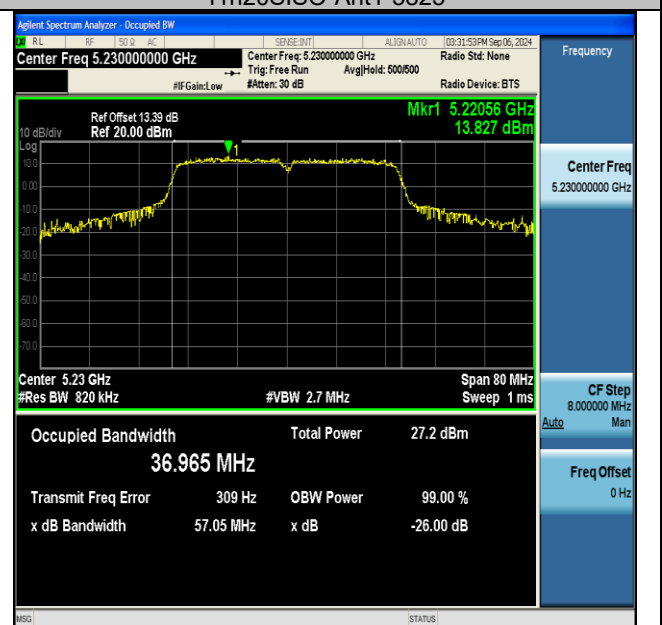 Agilent Spectrum Analyzer - Occupied BW
RL RF 50 Ω AC SENSE:INT ALIGN AUTO 03:31:53 PM Sep 06, 2024
Center Freq 5.230000000 GHz
Center Freq: 5.230000000 GHz
Radio Std: None
Trig: Free Run Avg|Hold: 500/500
#IFGain:Low
#Atten: 30 dB
Radio Device: BTS
Frequency
Ref Offset 13.39 dB
Mkr1 5.22056 GHz
10 dB/div Ref 20.00 dBm
13.827 dBm
Log
1
10.0
0.00
-10.0
-20.0
-30.0
-40.0
-50.0
-60.0
-70.0
Center Freq
5.230000000 GHz
Center 5.23 GHz
Span 80 MHz
#Res BW 820 kHz
#VBW 2.7 MHz
Sweep 1 ms
CF Step
8.000000 MHz
Auto Man
Occupied Bandwidth
Total Power 27.2 dBm
36.965 MHz
Transmit Freq Error 309 Hz
OBW Power 99.00 %
x dB Bandwidth 57.05 MHz
x dB -26.00 dB
Freq Offset
0 Hz
MSG
STATUS